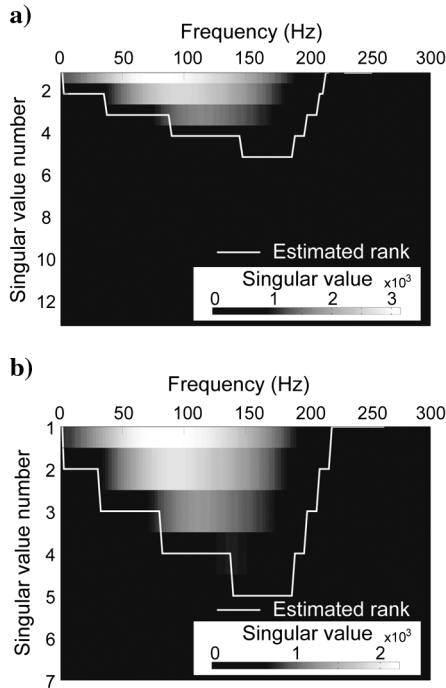 a)
Frequency (Hz)
0 50 100 150 200 250 300
Singular value number
2
4
6
8
10
12
Estimated rank
Singular value ×10³
0 1 2 3
b)
Frequency (Hz)
0 50 100 150 200 250 300
Singular value number
1
2
3
4
5
6
7
Estimated rank
Singular value ×10³
0 1 2